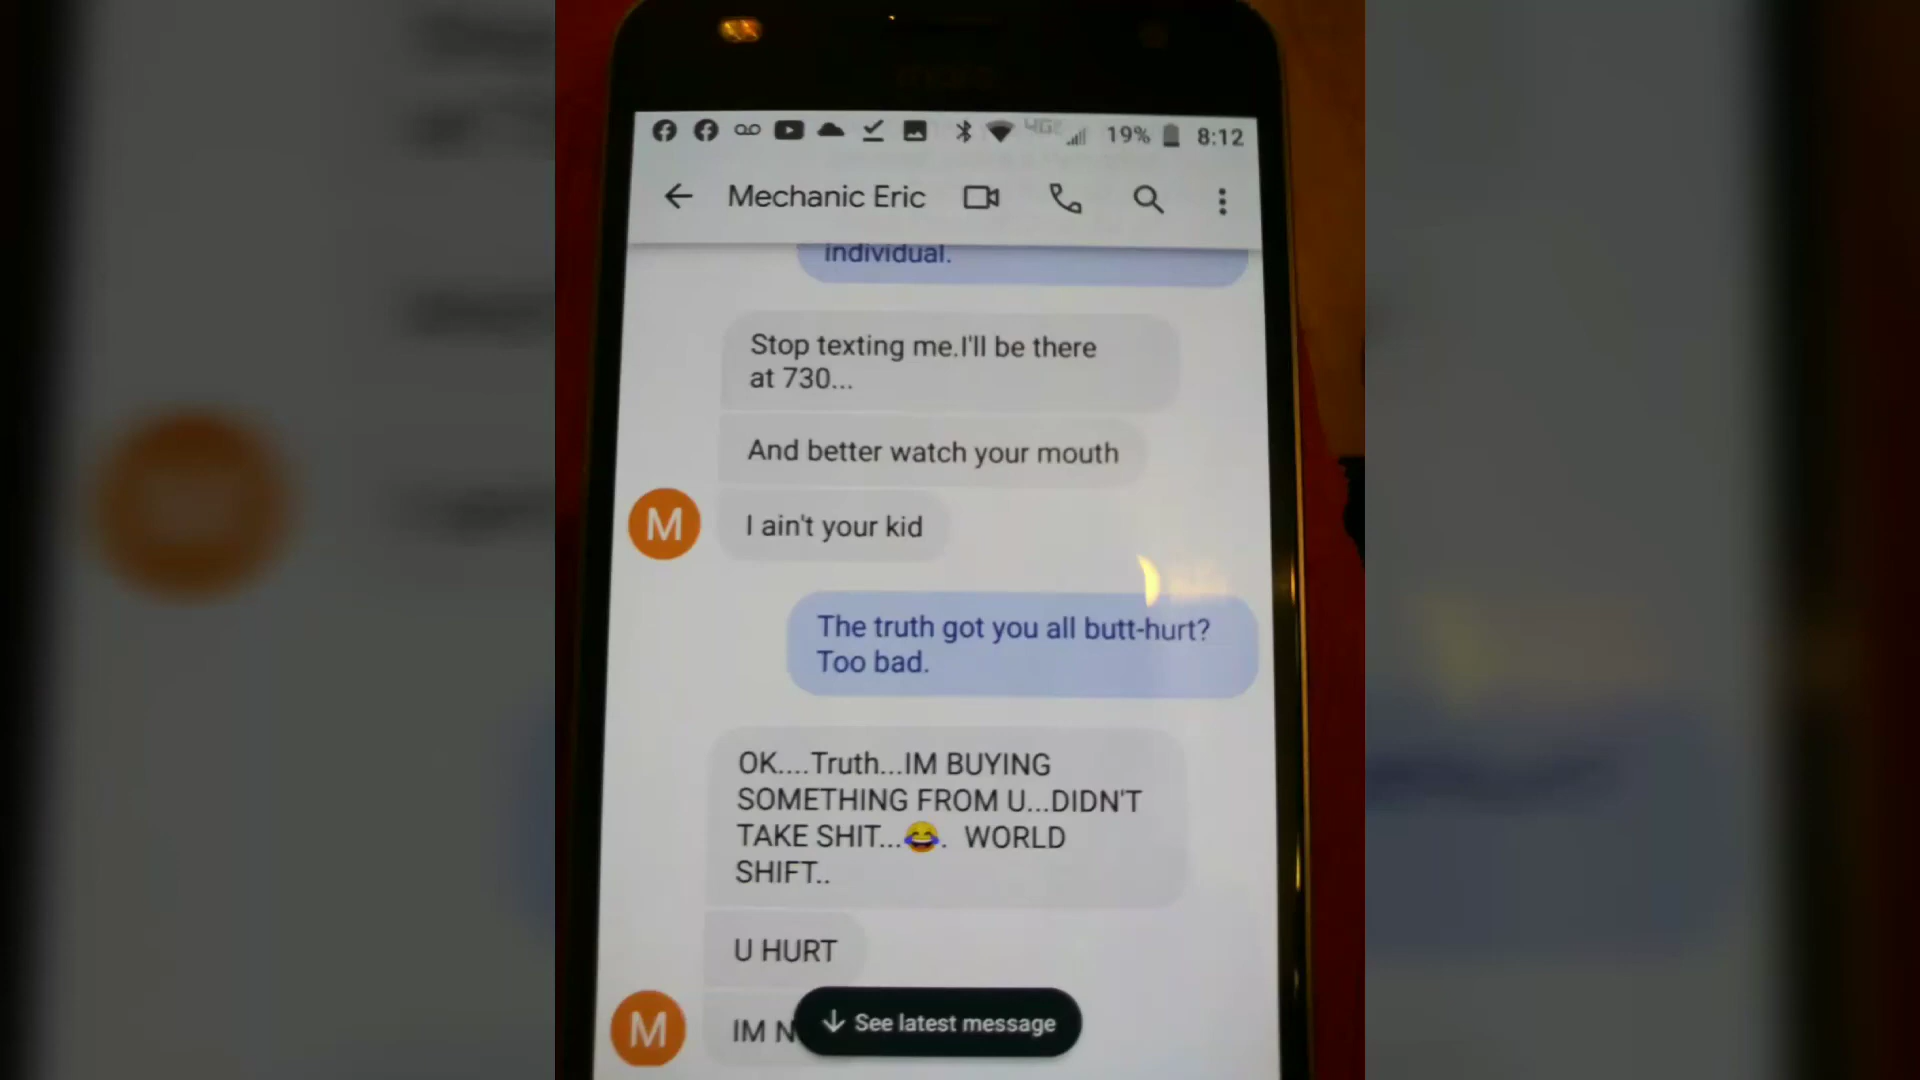 19% 8:12
Mechanic Eric
individual.
Stop texting me.I'll be there
at 730...
And better watch your mouth
M
I ain't your kid
The truth got you all butt-hurt?
Too bad.
OK....Truth...IM BUYING
SOMETHING FROM U...DIDN'T
TAKE SHIT...😂. WORLD
SHIFT..
U HURT
M
IM N
See latest message